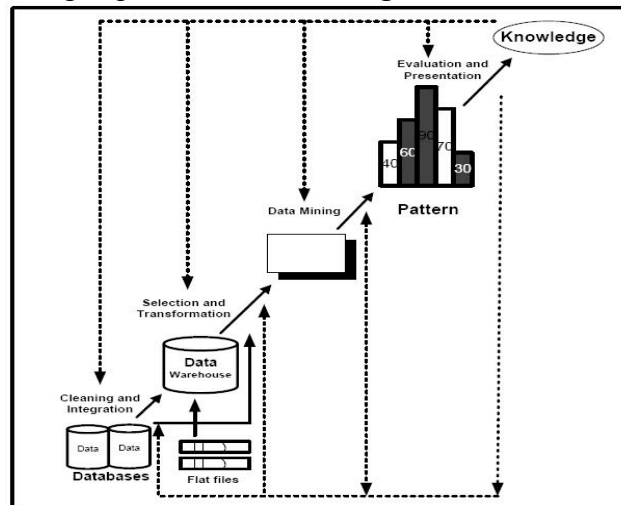 Knowledge
Evaluation and
Presentation
40
60
90
70
30
Pattern
Data Mining
Selection and
Transformation
Data
Warehouse
Cleaning and
Integration
Data
Data
Databases
Flat files